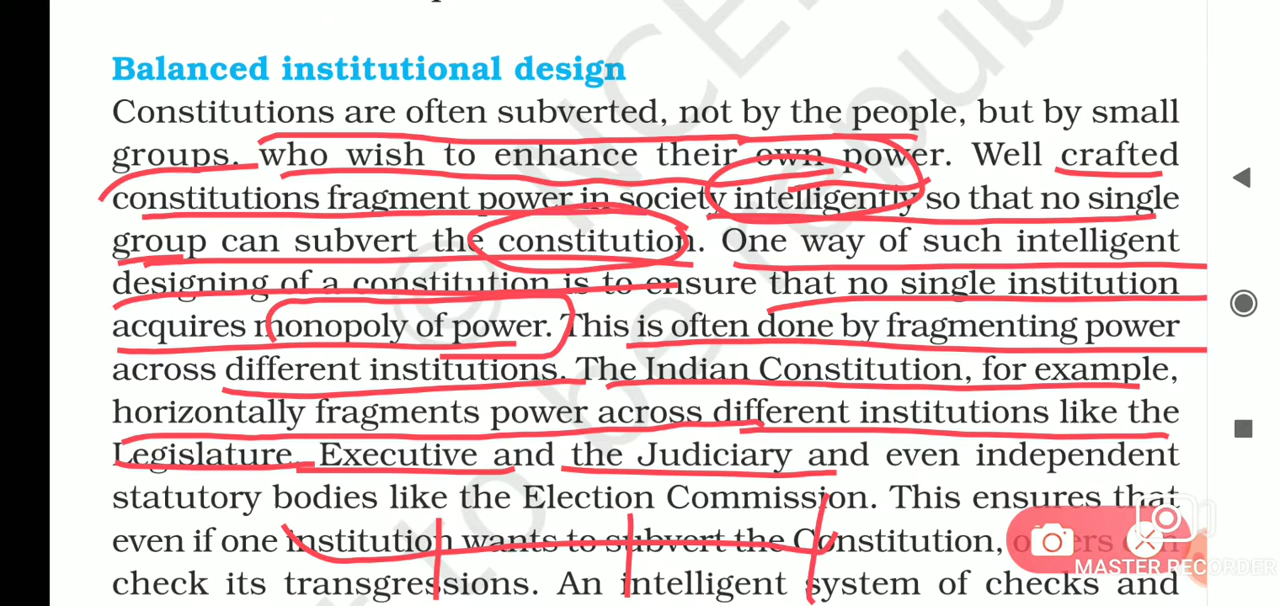 Balanced institutional design
Constitutions are often subverted, not by the people, but by small
groups, who wish to enhance their own power. Well crafted
constitutions fragment power in society intelligently so that no single
group can subvert the constitution. One way of such intelligent
designing of a constitution is to ensure that no single institution
acquires monopoly of power. This is often done by fragmenting power
across different institutions. The Indian Constitution, for example,
horizontally fragments power across different institutions like the
Legislature, Executive and the Judiciary and even independent
statutory bodies like the Election Commission. This ensures that
even if one institution wants to subvert the Constitution, others can
check its transgressions. An intelligent system of checks and
MASTER RECORDER